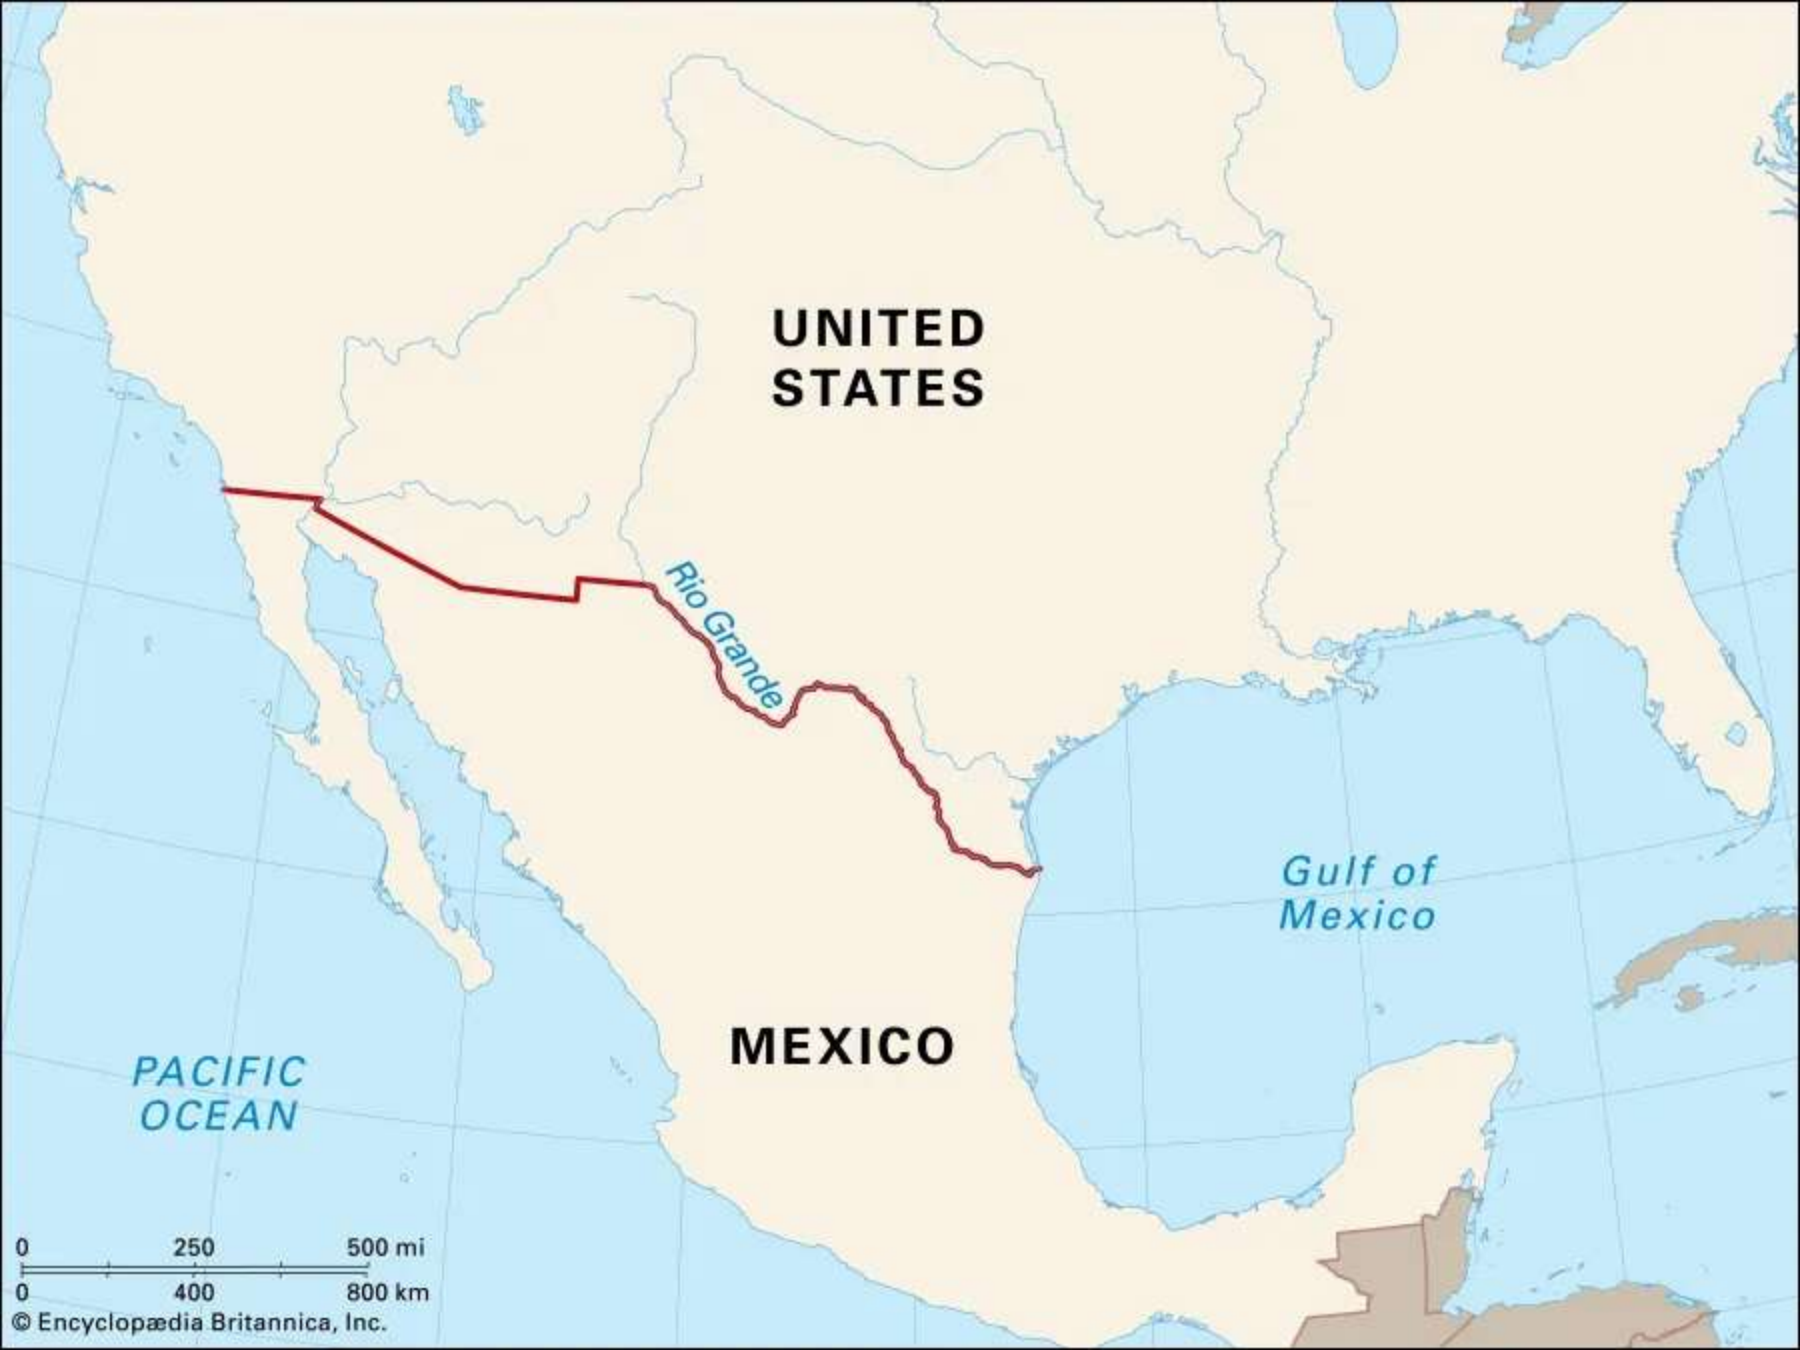 UNITED
STATES
Rio Grande
Gulf of
Mexico
MEXICO
PACIFIC
OCEAN
0 250 500 mi
0 400 800 km
© Encyclopædia Britannica, Inc.